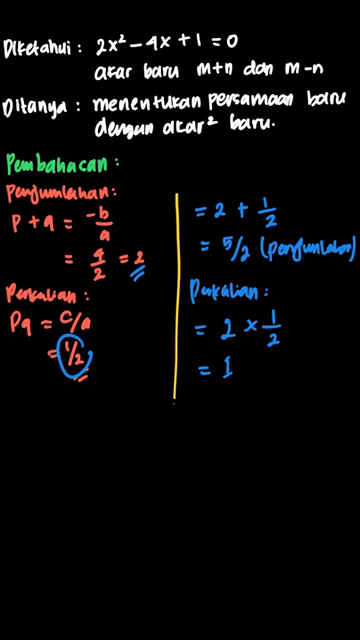 Diketahui : 2x² - 4x + 1 = 0
akar baru m+n dan m-n
Ditanya : menentukan persamaan baru
dengan akar² baru.
Pembahacan :
Penjumlahan:
P + q = -b/a
= 4/2 = 2
Perkalian :
Pq = c/a
= 1/2
= 2 + 1/2
= 5/2 (penjumlahan)
Perkalian :
= 2 × 1/2
= 1